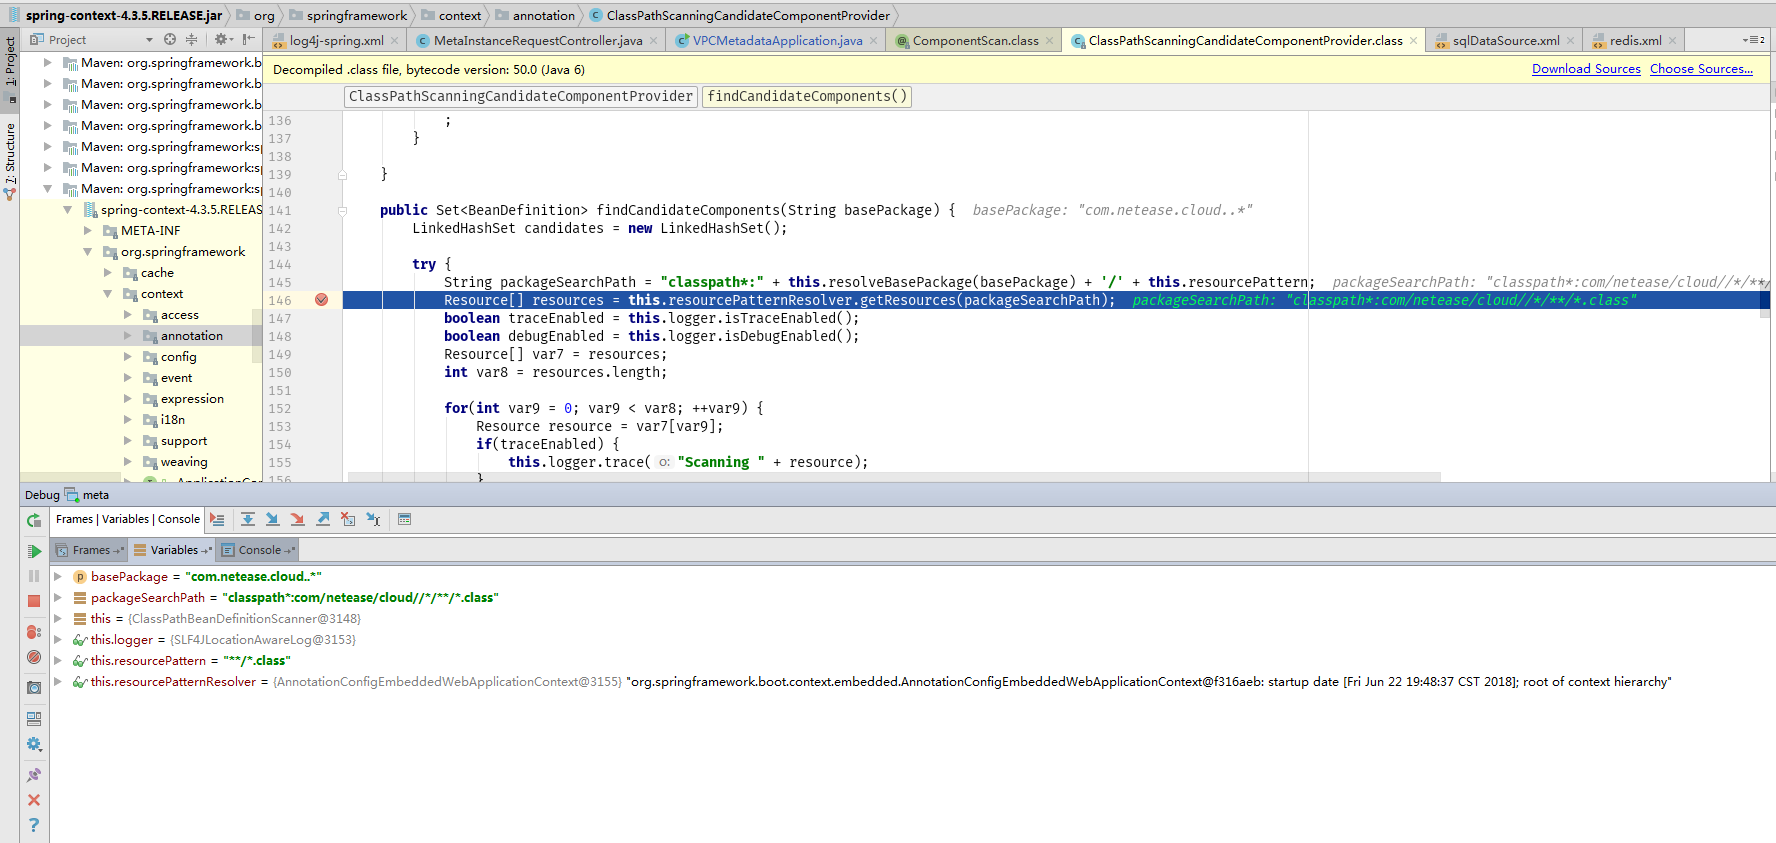 spring-context-4.3.5.RELEASE.jar org springframework context annotation ClassPathScanningCandidateComponentProvider
Project log4j-spring.xml MetaInstanceRequestController.java VPCMetadataApplication.java ComponentScan.class ClassPathScanningCandidateComponentProvider.class sqlDataSource.xml redis.xml 2
1: Project
7: Structure
Maven: org.springframework.b
Maven: org.springframework.b
Maven: org.springframework.b
Maven: org.springframework.b
Maven: org.springframework:sp
Maven: org.springframework:sp
Maven: org.springframework:sp
spring-context-4.3.5.RELEAS
META-INF
org.springframework
cache
context
access
annotation
config
event
expression
i18n
support
weaving
ApplicationCo
Decompiled .class file, bytecode version: 50.0 (Java 6) Download Sources Choose Sources...
ClassPathScanningCandidateComponentProvider findCandidateComponents()
136 ;
137 }
138
139 }
140
141 public Set<BeanDefinition> findCandidateComponents(String basePackage) { basePackage: "com.netease.cloud..*"
142 LinkedHashSet candidates = new LinkedHashSet();
143
144 try {
145 String packageSearchPath = "classpath*:" + this.resolveBasePackage(basePackage) + '/' + this.resourcePattern; packageSearchPath: "classpath*:com/netease/cloud//*/**/
146 Resource[] resources = this.resourcePatternResolver.getResources(packageSearchPath); packageSearchPath: "classpath*:com/netease/cloud//*/**/*.class"
147 boolean traceEnabled = this.logger.isTraceEnabled();
148 boolean debugEnabled = this.logger.isDebugEnabled();
149 Resource[] var7 = resources;
150 int var8 = resources.length;
151
152 for(int var9 = 0; var9 < var8; ++var9) {
153 Resource resource = var7[var9];
154 if(traceEnabled) {
155 this.logger.trace( o: "Scanning " + resource);
156 }
Debug meta
Frames | Variables | Console
Frames Variables Console
basePackage = "com.netease.cloud..*"
packageSearchPath = "classpath*:com/netease/cloud//*/**/*.class"
this = {ClassPathBeanDefinitionScanner@3148}
this.logger = {SLF4JLocationAwareLog@3153}
this.resourcePattern = "**/*.class"
this.resourcePatternResolver = {AnnotationConfigEmbeddedWebApplicationContext@3155} "org.springframework.boot.context.embedded.AnnotationConfigEmbeddedWebApplicationContext@f316aeb: startup date [Fri Jun 22 19:48:37 CST 2018]; root of context hierarchy"